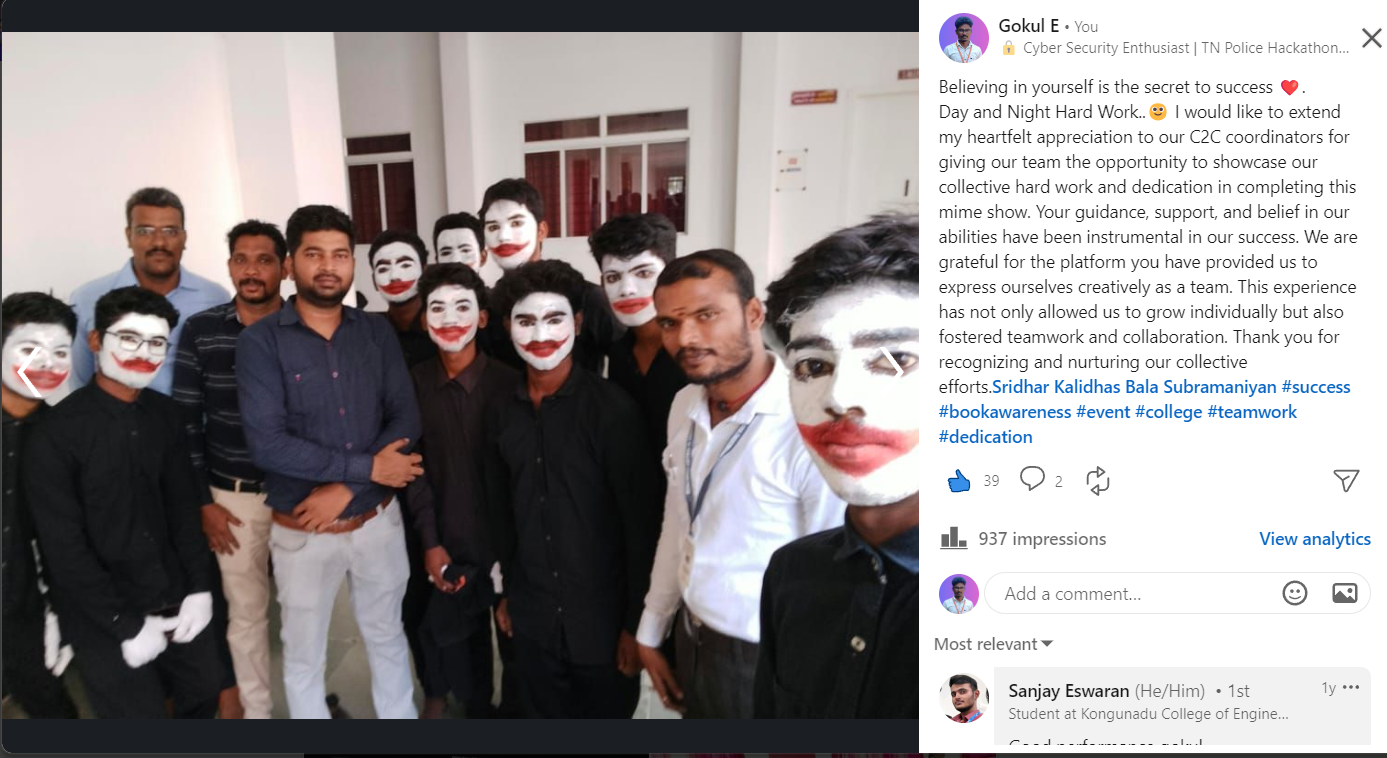 Gokul E • You
🔒 Cyber Security Enthusiast | TN Police Hackathon...
Believing in yourself is the secret to success ❤️.
Day and Night Hard Work..🙂 I would like to extend
my heartfelt appreciation to our C2C coordinators for
giving our team the opportunity to showcase our
collective hard work and dedication in completing this
mime show. Your guidance, support, and belief in our
abilities have been instrumental in our success. We are
grateful for the platform you have provided us to
express ourselves creatively as a team. This experience
has not only allowed us to grow individually but also
fostered teamwork and collaboration. Thank you for
recognizing and nurturing our collective
efforts.Sridhar Kalidhas Bala Subramaniyan #success
#bookawareness #event #college #teamwork
#dedication
39
2
937 impressions
View analytics
Add a comment...
Most relevant
Sanjay Eswaran (He/Him) • 1st
1y
Student at Kongunadu College of Engine...
Good performance gokul